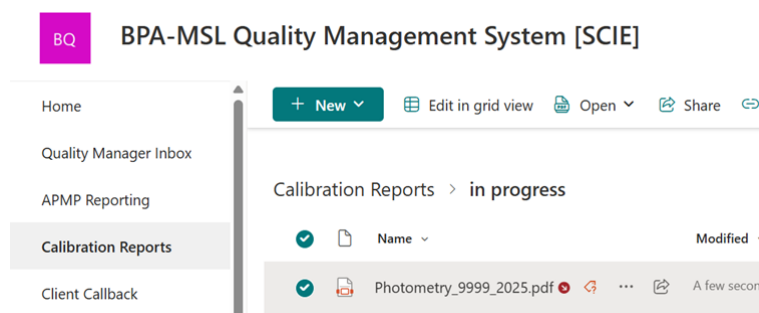 BQ
BPA-MSL Quality Management System [SCIE]
Home
Quality Manager Inbox
APMP Reporting
Calibration Reports
Client Callback
+ New
Edit in grid view
Open
Share
Calibration Reports > in progress
Name
Modified
Photometry_9999_2025.pdf
A few secon